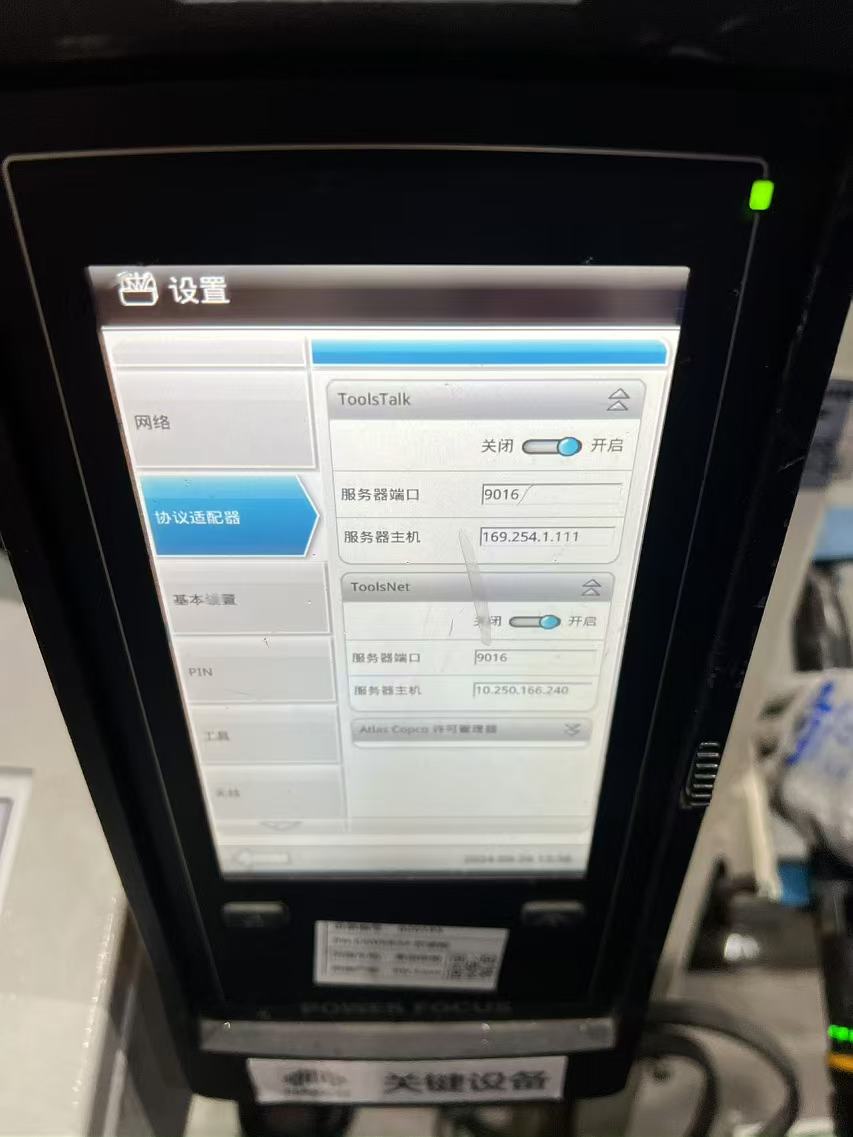 设置
网络
协议适配器
基本设置
PIN
工具
无线
ToolsTalk
关闭 开启
服务器端口 9016
服务器主机 169.254.1.111
ToolsNet
关闭 开启
服务器端口 9016
服务器主机 10.250.166.240
Atlas Copco 许可管理器
POWER FOCUS
关键设备